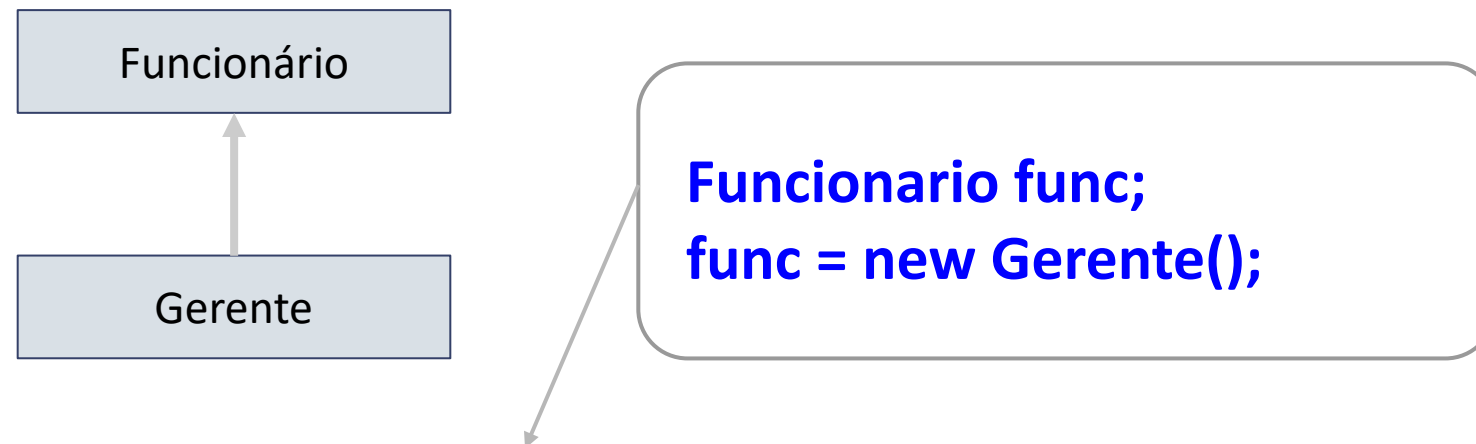 Funcionário
Funcionario func;
func = new Gerente();
Gerente